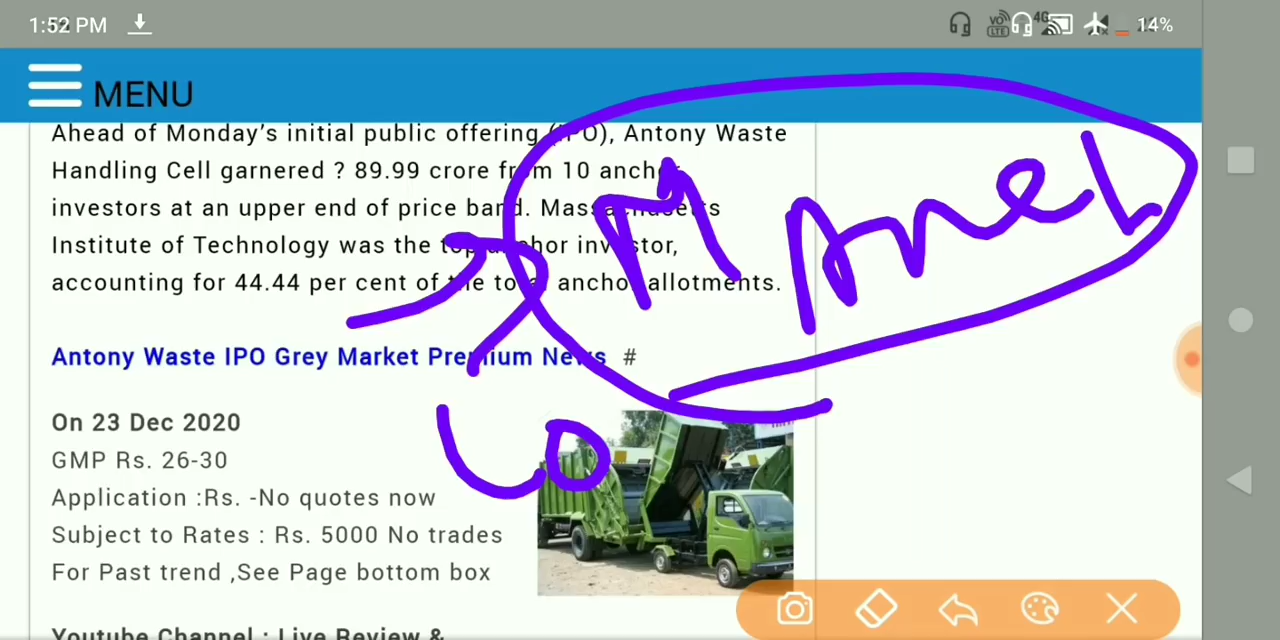 1:52 PM 14%
MENU
Ahead of Monday's initial public offering (IPO), Antony Waste
Handling Cell garnered ? 89.99 crore from 10 anchor
investors at an upper end of price band. Massachusetts
Institute of Technology was the top anchor investor,
accounting for 44.44 per cent of the total anchor allotments.
Antony Waste IPO Grey Market Premium News #
On 23 Dec 2020
GMP Rs. 26-30
Application :Rs. -No quotes now
Subject to Rates : Rs. 5000 No trades
For Past trend ,See Page bottom box
Youtube Channel : Live Review &